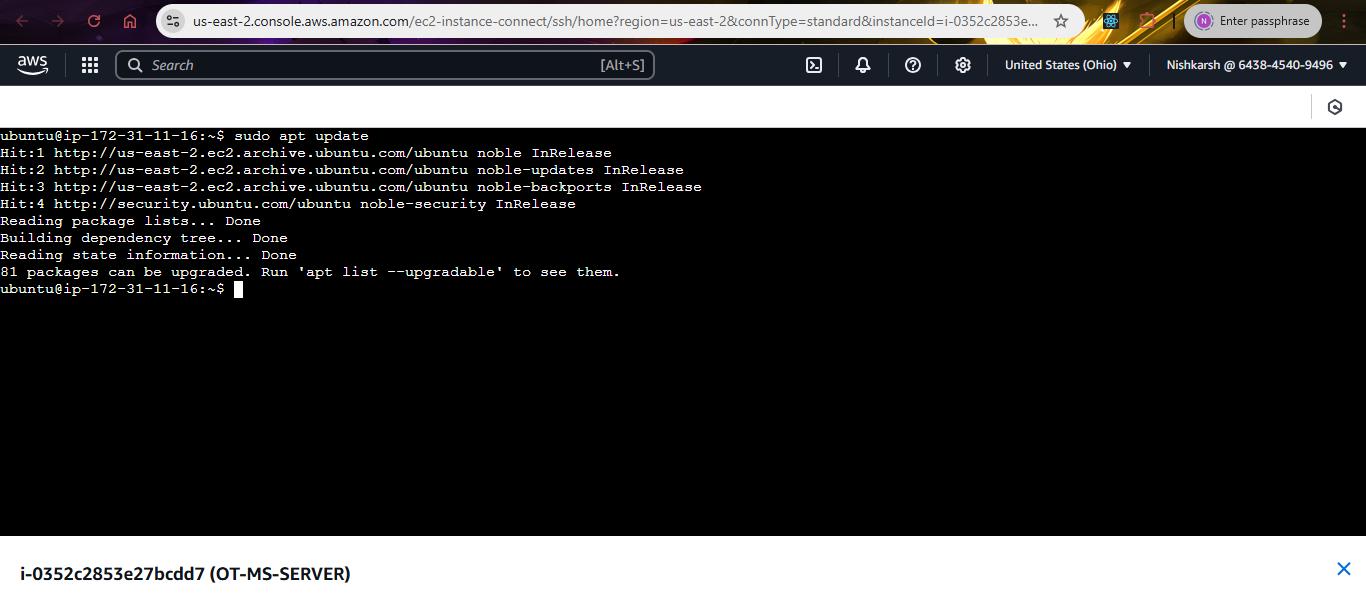 us-east-2.console.aws.amazon.com/ec2-instance-connect/ssh/home?region=us-east-2&connType=standard&instanceId=i-0352c2853e...
N Enter passphrase
aws Search [Alt+S] United States (Ohio) Nishkarsh @ 6438-4540-9496
ubuntu@ip-172-31-11-16:~$ sudo apt update
Hit:1 http://us-east-2.ec2.archive.ubuntu.com/ubuntu noble InRelease
Hit:2 http://us-east-2.ec2.archive.ubuntu.com/ubuntu noble-updates InRelease
Hit:3 http://us-east-2.ec2.archive.ubuntu.com/ubuntu noble-backports InRelease
Hit:4 http://security.ubuntu.com/ubuntu noble-security InRelease
Reading package lists... Done
Building dependency tree... Done
Reading state information... Done
81 packages can be upgraded. Run 'apt list --upgradable' to see them.
ubuntu@ip-172-31-11-16:~$
i-0352c2853e27bcdd7 (OT-MS-SERVER)